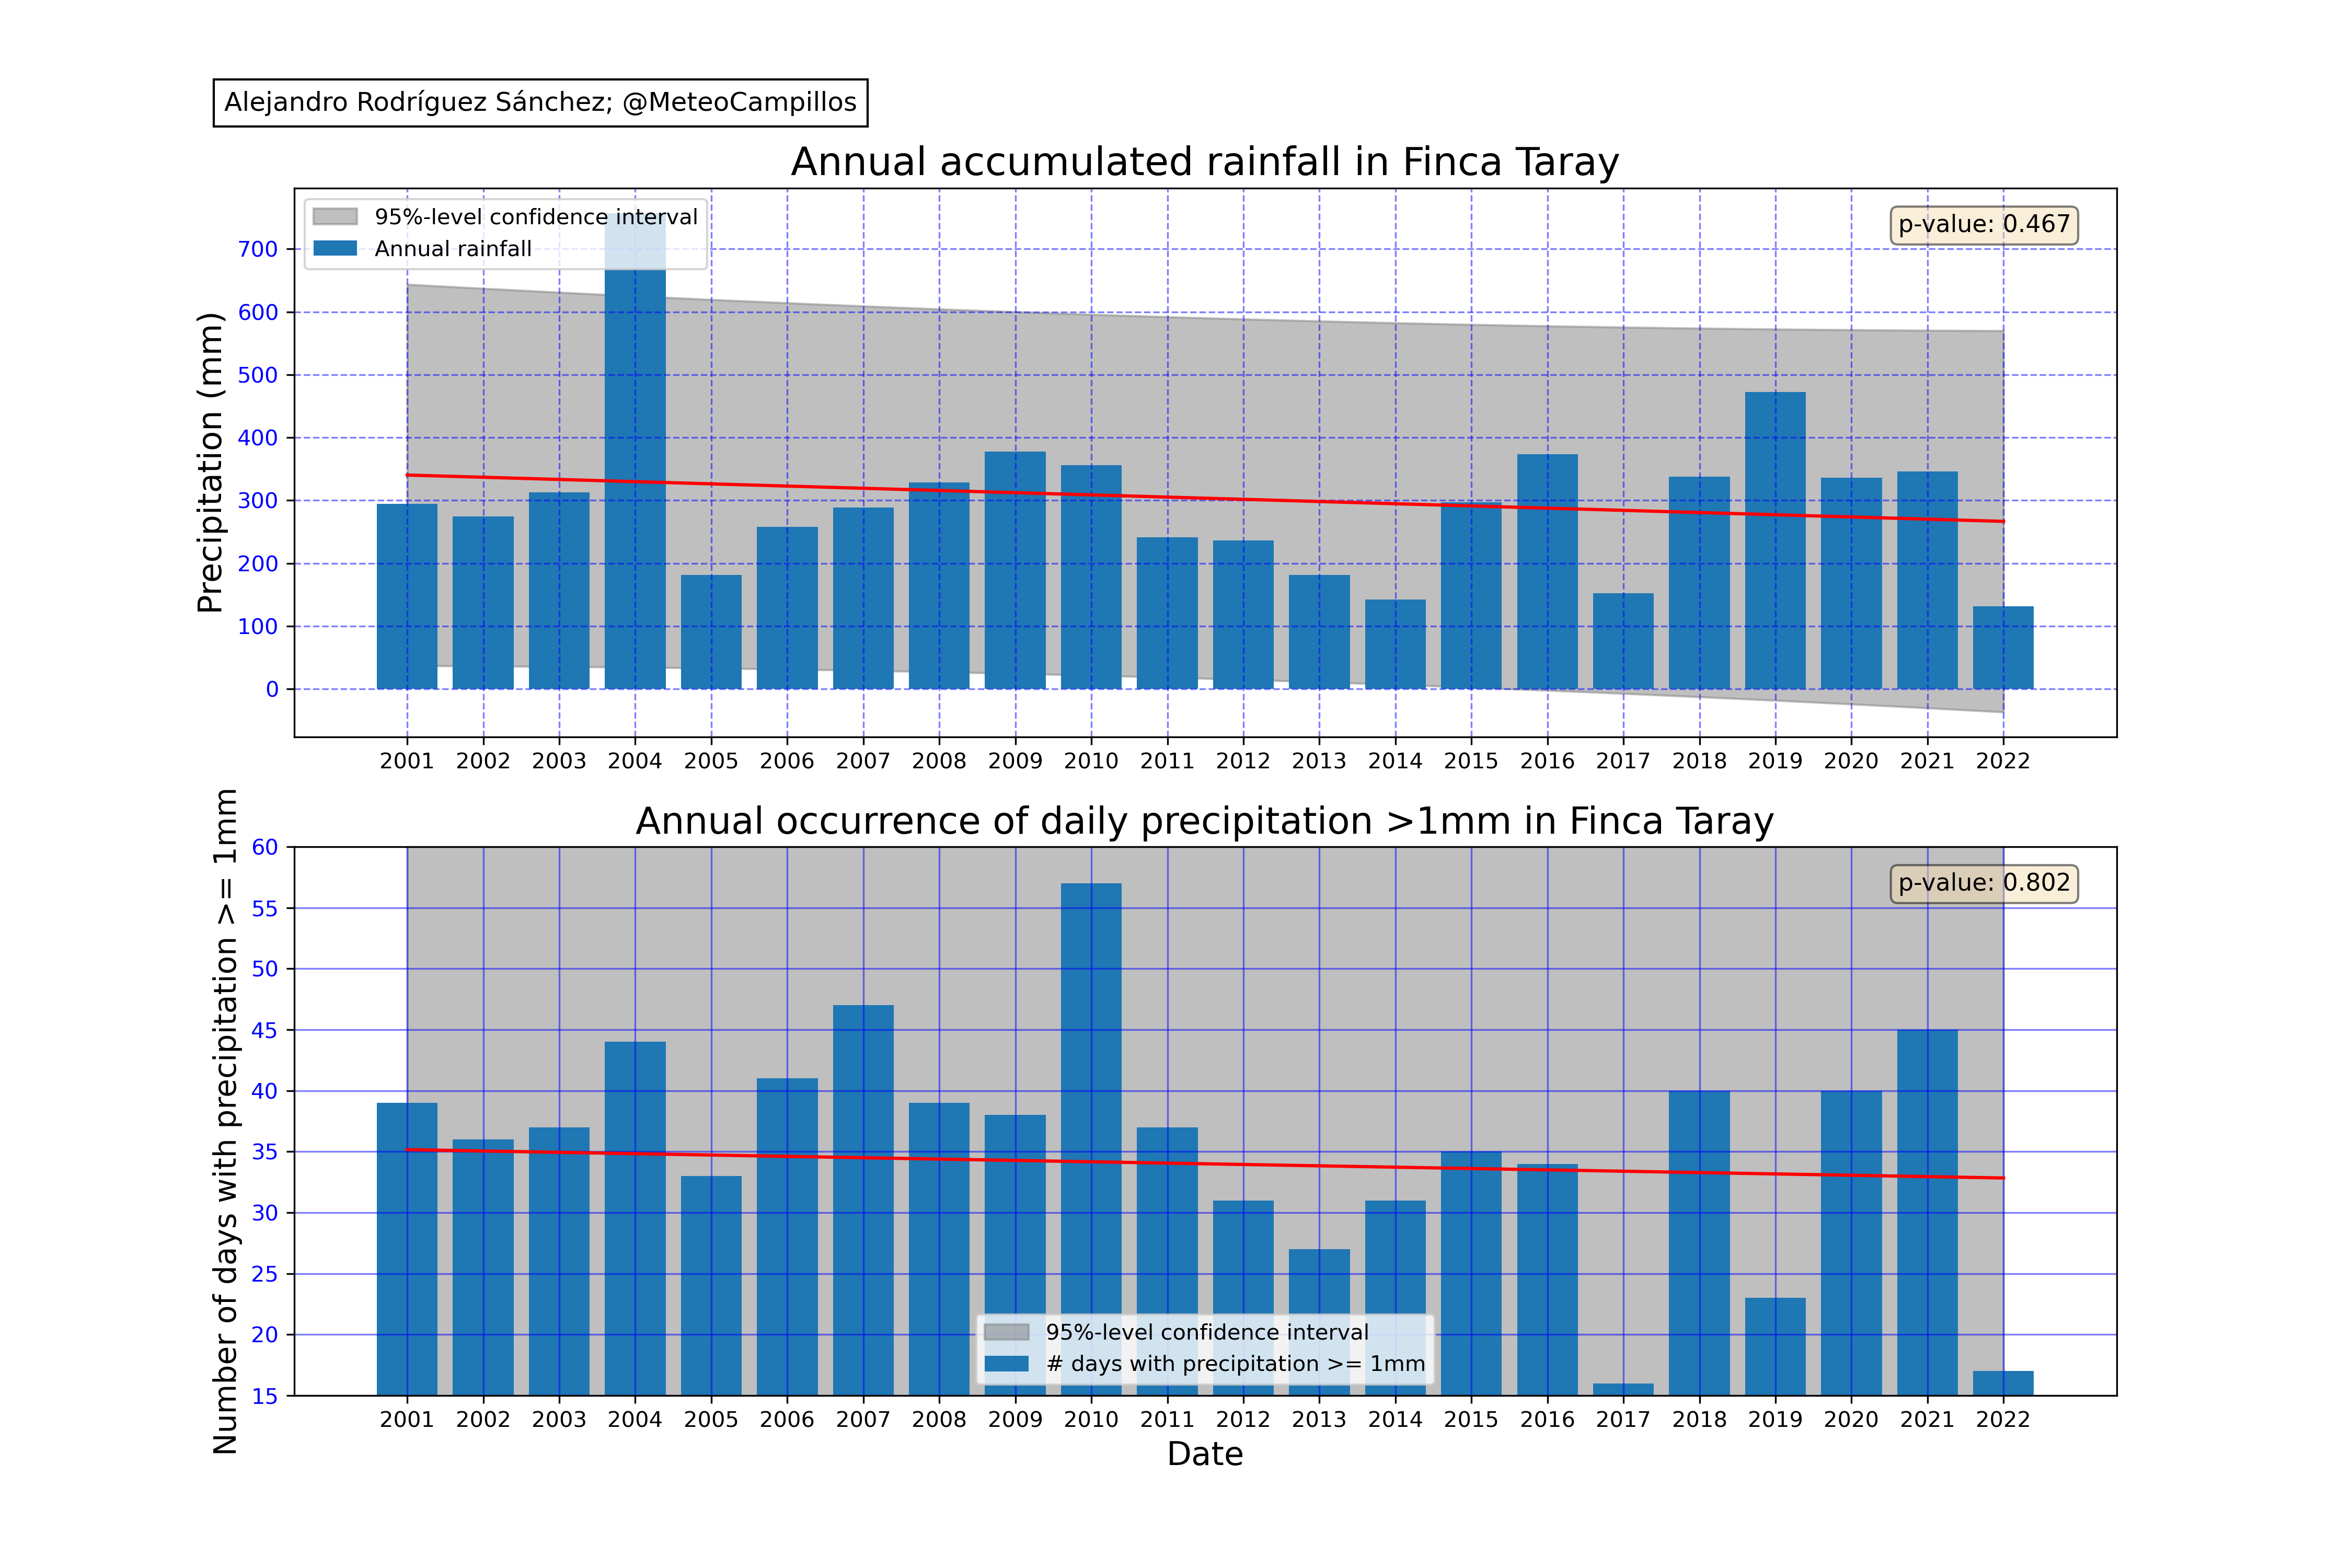 Alejandro Rodríguez Sánchez; @MeteoCampillos
Annual accumulated rainfall in Finca Taray
95%-level confidence interval
Annual rainfall
p-value: 0.467
Precipitation (mm)
700
600
500
400
300
200
100
0
2001 2002 2003 2004 2005 2006 2007 2008 2009 2010 2011 2012 2013 2014 2015 2016 2017 2018 2019 2020 2021 2022
Annual occurrence of daily precipitation >1mm in Finca Taray
p-value: 0.802
Number of days with precipitation >= 1mm
60
55
50
45
40
35
30
25
20
15
95%-level confidence interval
# days with precipitation >= 1mm
2001 2002 2003 2004 2005 2006 2007 2008 2009 2010 2011 2012 2013 2014 2015 2016 2017 2018 2019 2020 2021 2022
Date